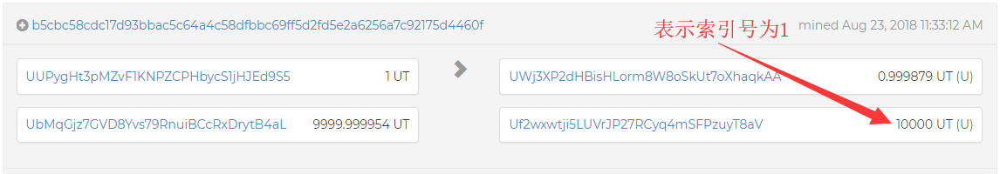 b5cbc58cdc17d93bbac5c64a4c58dfbbc69ff5d2fd5e2a6256a7c92175d4460f
表示索引号为1
mined Aug 23, 2018 11:33:12 AM
UUPygHt3pMZvF1KNPZCPHbycS1jHJEd9S5 1 UT
UWj3XP2dHBisHLorm8W8oSkUt7oXhaqkAA 0.999879 UT (U)
UbMqGjz7GVD8Yvs79RnuiBCcRxDrytB4aL 9999.999954 UT
Uf2wxwtji5LUVrJP27RCyq4mSFPzuyT8aV 10000 UT (U)